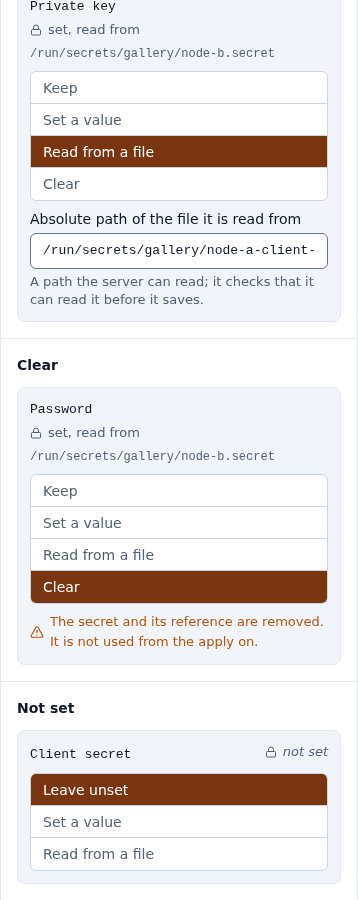 Private key
set, read from
/run/secrets/gallery/node-b.secret
Keep
Set a value
Read from a file
Clear
Absolute path of the file it is read from
/run/secrets/gallery/node-a-client-
A path the server can read; it checks that it
can read it before it saves.
Clear
Password
set, read from
/run/secrets/gallery/node-b.secret
Keep
Set a value
Read from a file
Clear
The secret and its reference are removed.
It is not used from the apply on.
Not set
Client secret
not set
Leave unset
Set a value
Read from a file